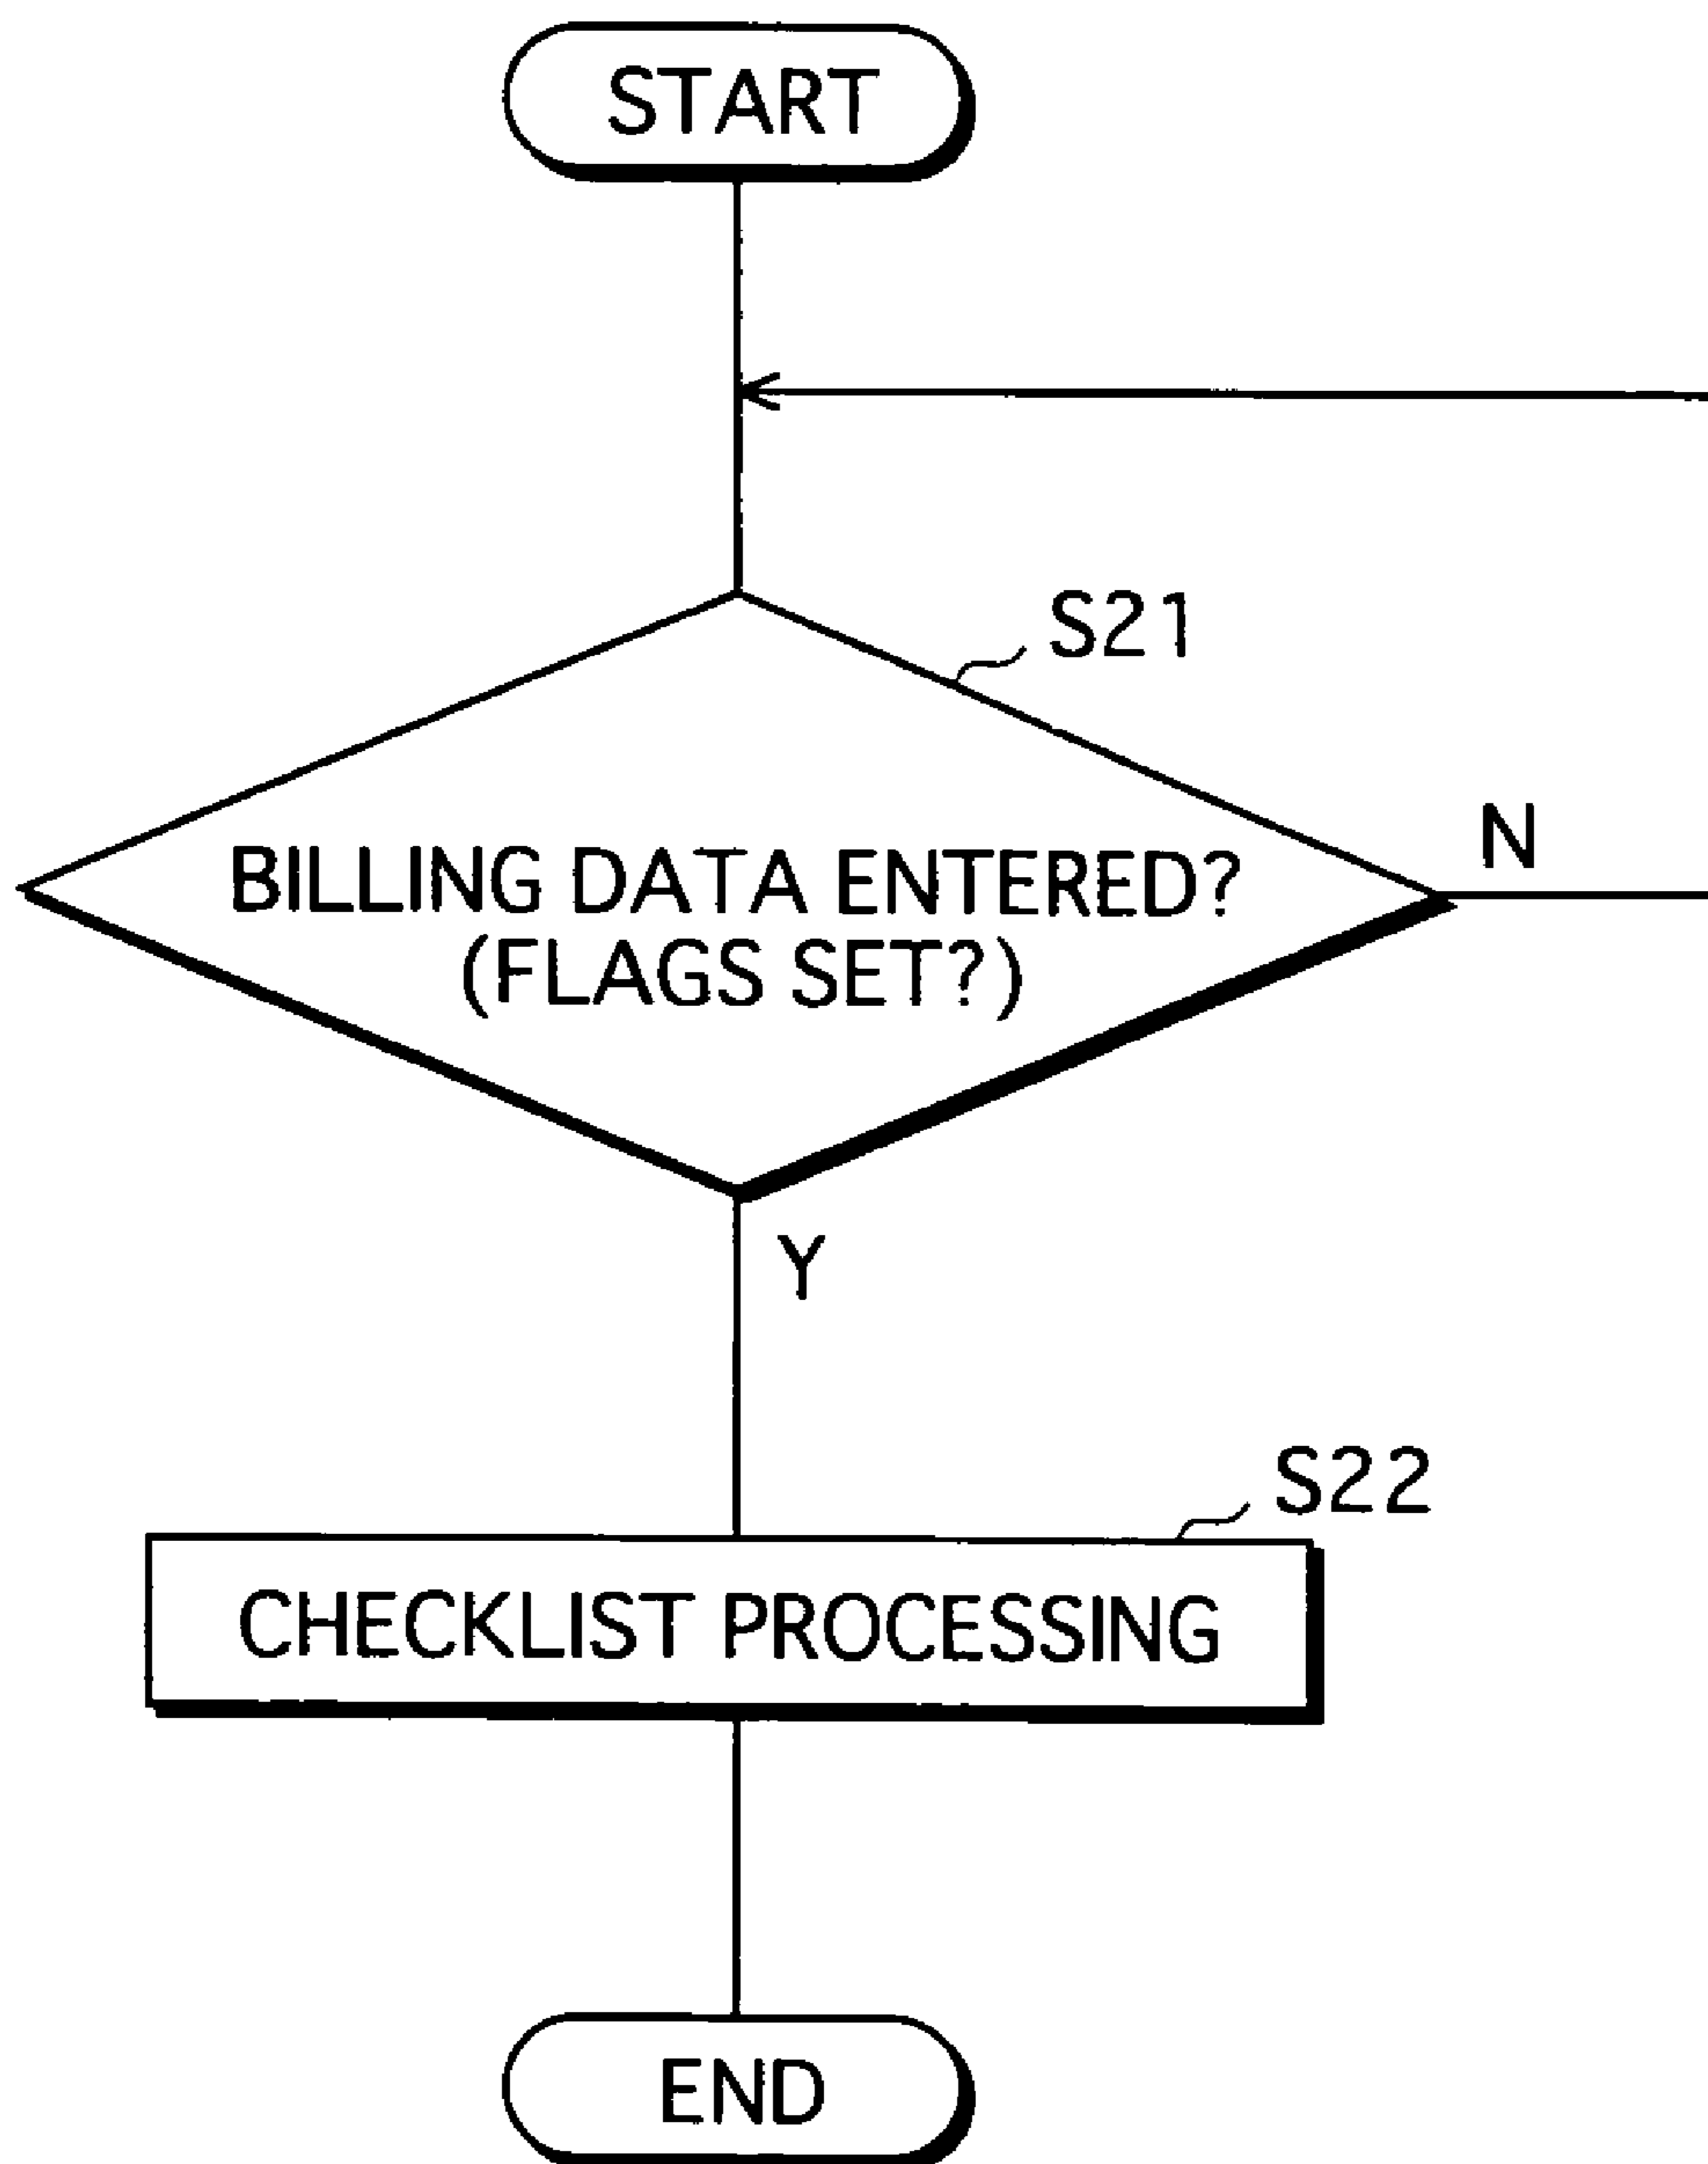 START
S21
N
BILLING DATA ENTERED?
(FLAGS SET?)
Y
S22
CHECKLIST PROCESSING
END